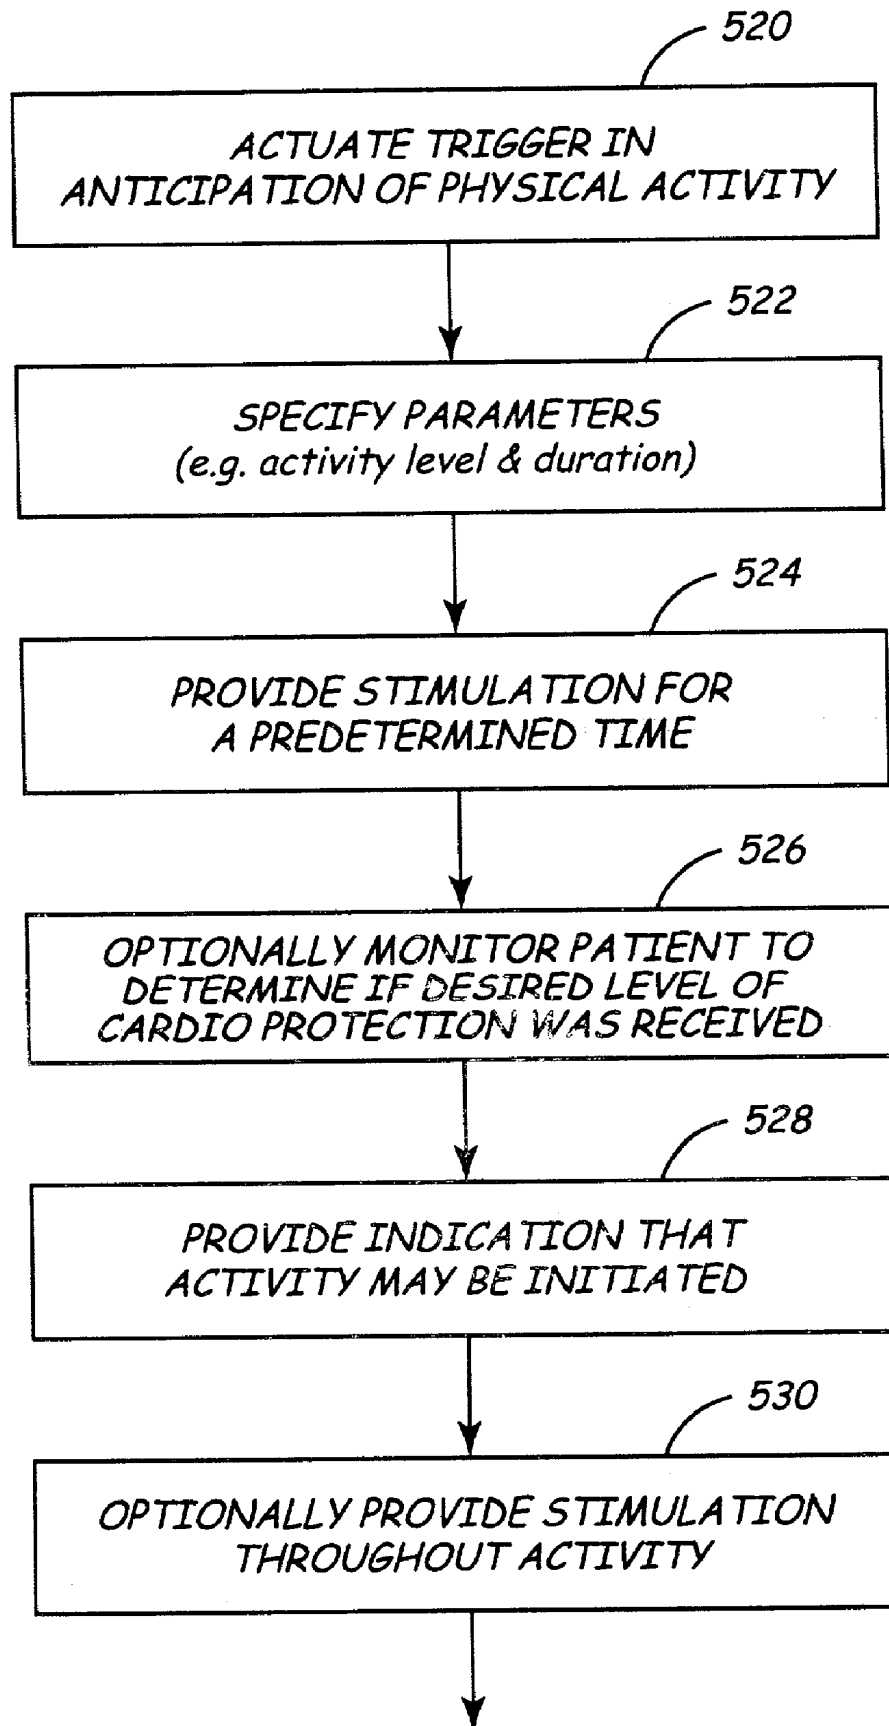 520
ACTUATE TRIGGER IN
ANTICIPATION OF PHYSICAL ACTIVITY
522
SPECIFY PARAMETERS
(e.g. activity level & duration)
524
PROVIDE STIMULATION FOR
A PREDETERMINED TIME
526
OPTIONALLY MONITOR PATIENT TO
DETERMINE IF DESIRED LEVEL OF
CARDIO PROTECTION WAS RECEIVED
528
PROVIDE INDICATION THAT
ACTIVITY MAY BE INITIATED
530
OPTIONALLY PROVIDE STIMULATION
THROUGHOUT ACTIVITY